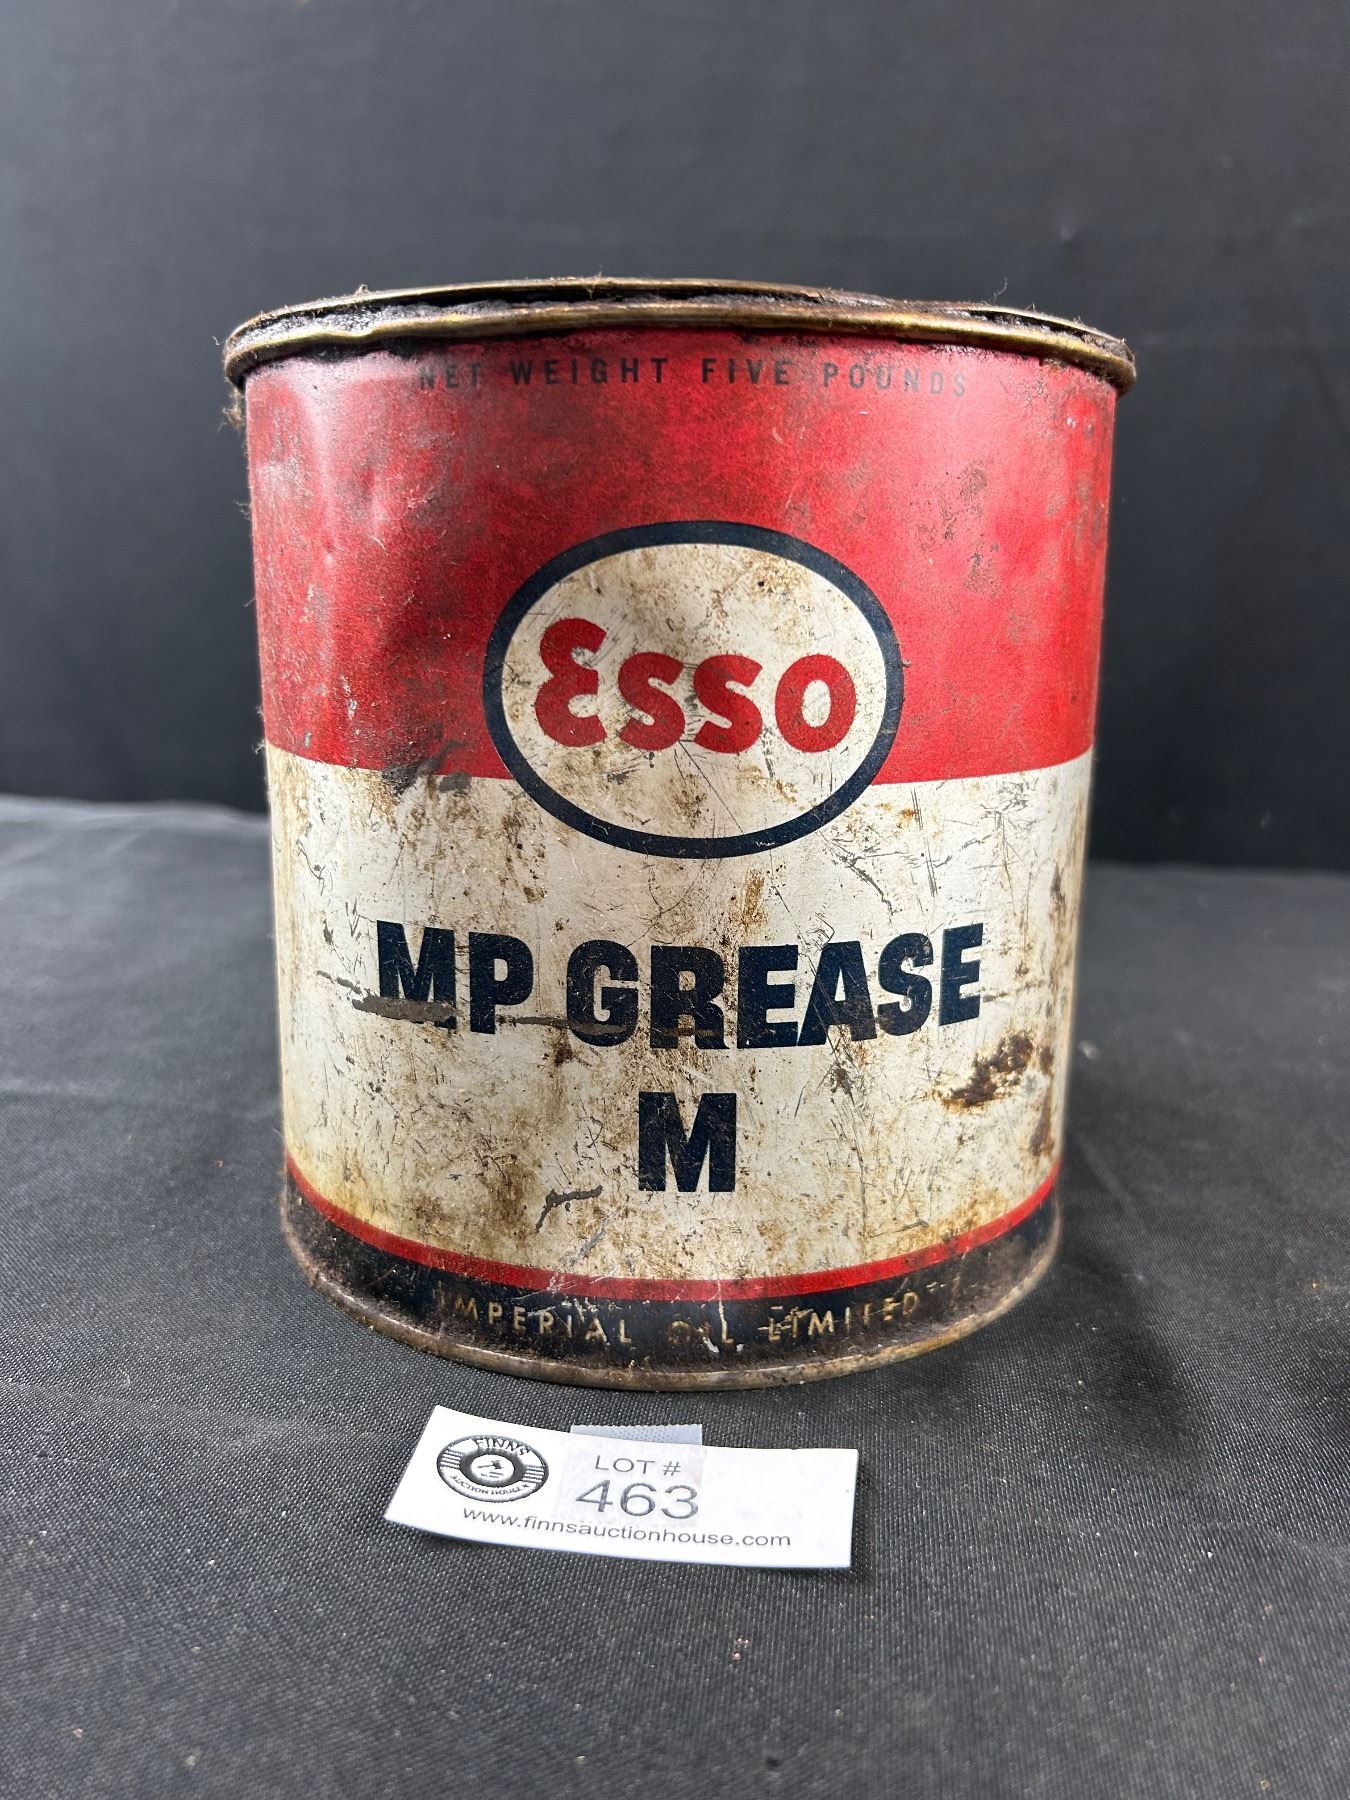 NET WEIGHT FIVE POUNDS
Esso
MP GREASE
M
IMPERIAL OIL LIMITED
FINNS
AUCTION HOUSE
LOT #
463
www.finnsauctionhouse.com